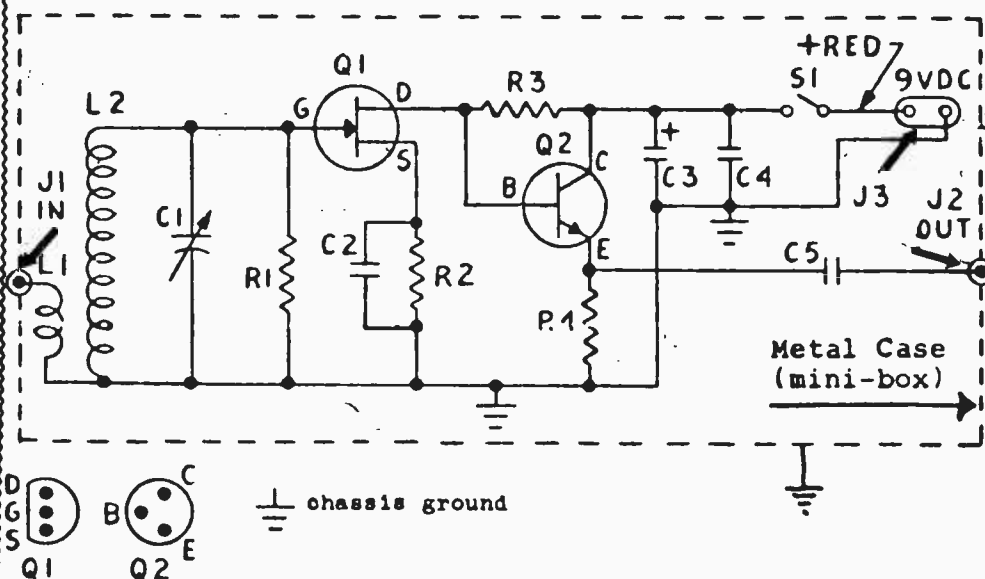 +RED
Q1
R3
S1
9VDC
L2
G
D
Q2
S
C
+
J1
IN
B
C3
C4
J3
J2
OUT
C1
C2
L1
R1
R2
E
C5
Metal Case
(mini-box)
D
G
S
Q1
B
C
E
Q2
chassis ground